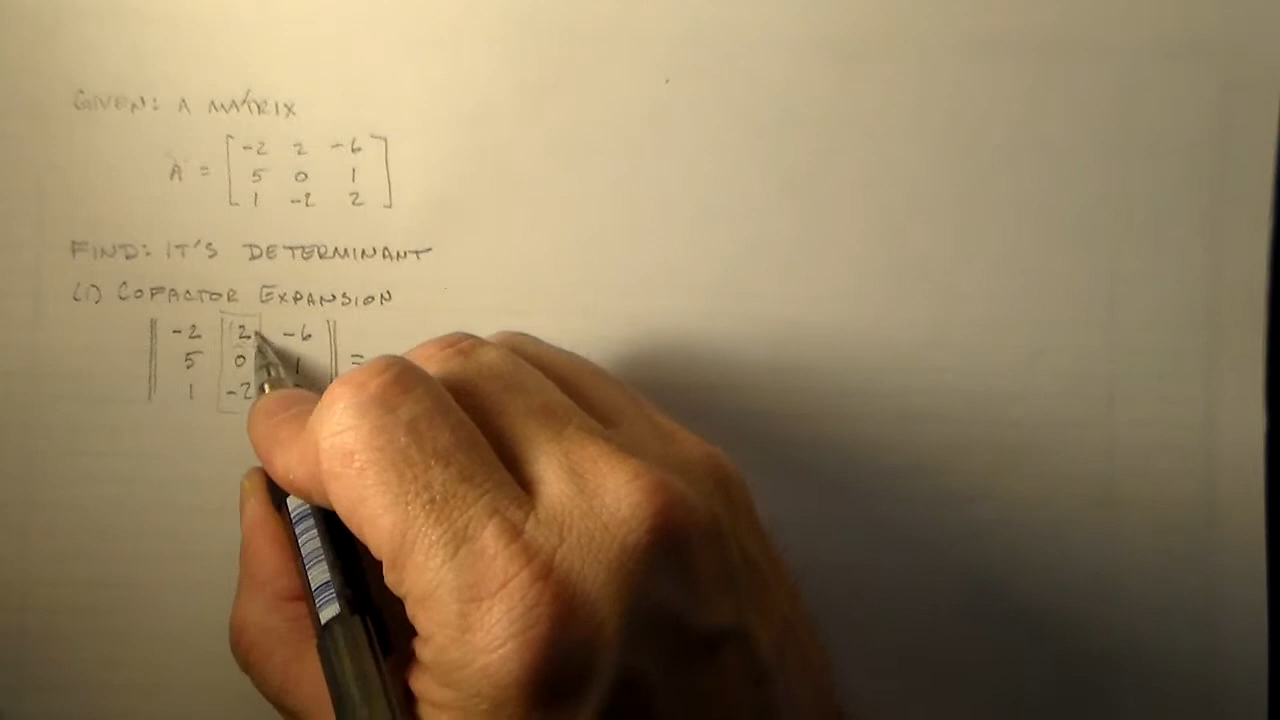 GIVEN: A MATRIX
A = [ -2 2 -6
5 0 1
1 -2 2 ]
FIND: IT'S DETERMINANT
(1) COFACTOR EXPANSION
| -2 2 -6 |
5 0 1 =
1 -2